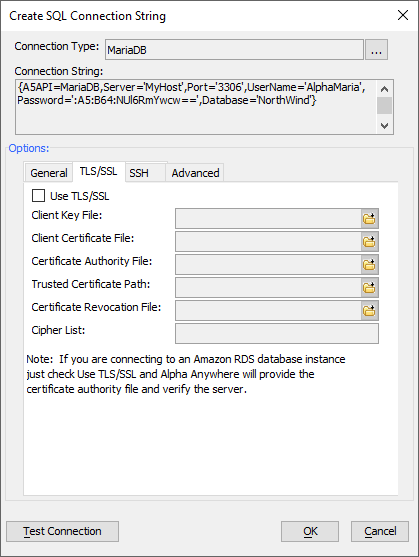 Create SQL Connection String
Connection Type: MariaDB ...
Connection String:
{A5API=MariaDB,Server='MyHost',Port='3306',UserName='AlphaMaria',
Password=':A5:B64:NUl6RmYwcw==',Database='NorthWind'}
Options:
General TLS/SSL SSH Advanced
Use TLS/SSL
Client Key File:
Client Certificate File:
Certificate Authority File:
Trusted Certificate Path:
Certificate Revocation File:
Cipher List:
Note: If you are connecting to an Amazon RDS database instance
just check Use TLS/SSL and Alpha Anywhere will provide the
certificate authority file and verify the server.
Test Connection OK Cancel